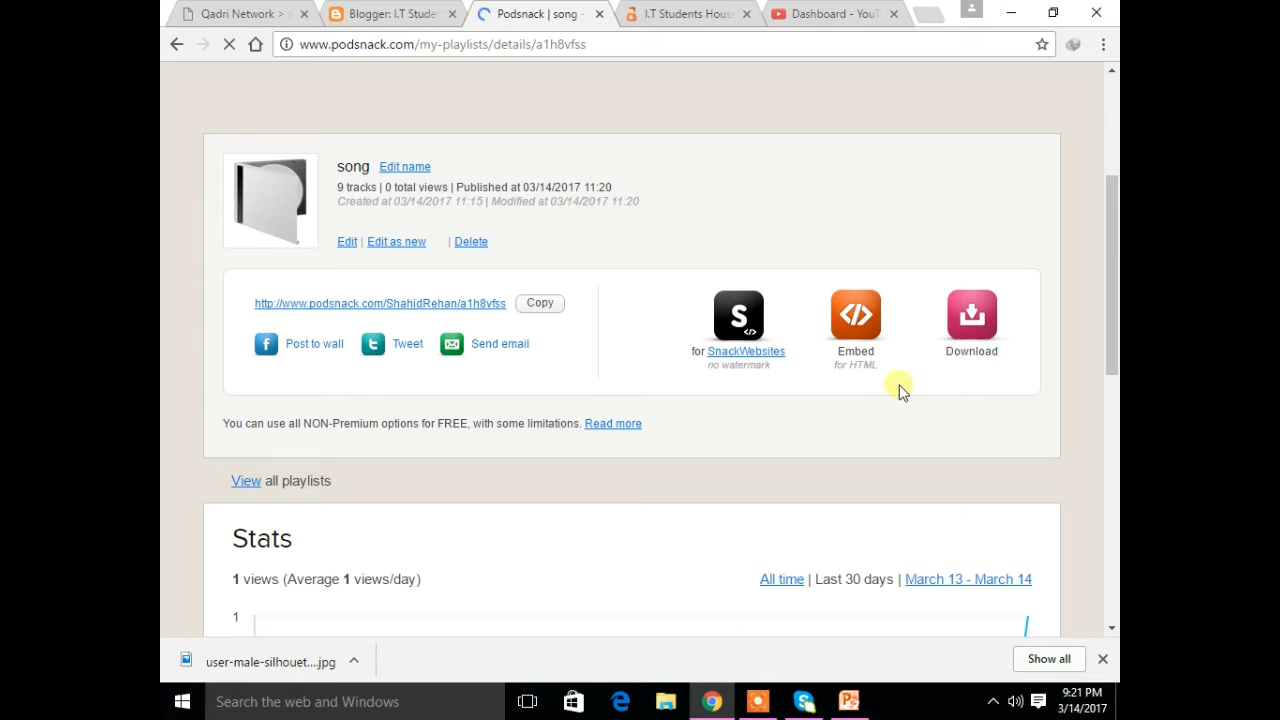 Qadri Network > s
Blogger: I.T Stude
Podsnack | song -
I.T Students Hous
Dashboard - YouT
www.podsnack.com/my-playlists/details/a1h8vfss
song Edit name
9 tracks | 0 total views | Published at 03/14/2017 11:20
Created at 03/14/2017 11:15 | Modified at 03/14/2017 11:20
Edit | Edit as new | Delete
http://www.podsnack.com/ShahidRehan/a1h8vfss Copy
Post to wall Tweet Send email
S
for SnackWebsites
no watermark
Embed
for HTML
Download
You can use all NON-Premium options for FREE, with some limitations. Read more
View all playlists
Stats
1 views (Average 1 views/day)
All time | Last 30 days | March 13 - March 14
1
user-male-silhouet....jpg
Show all
Search the web and Windows
9:21 PM
3/14/2017